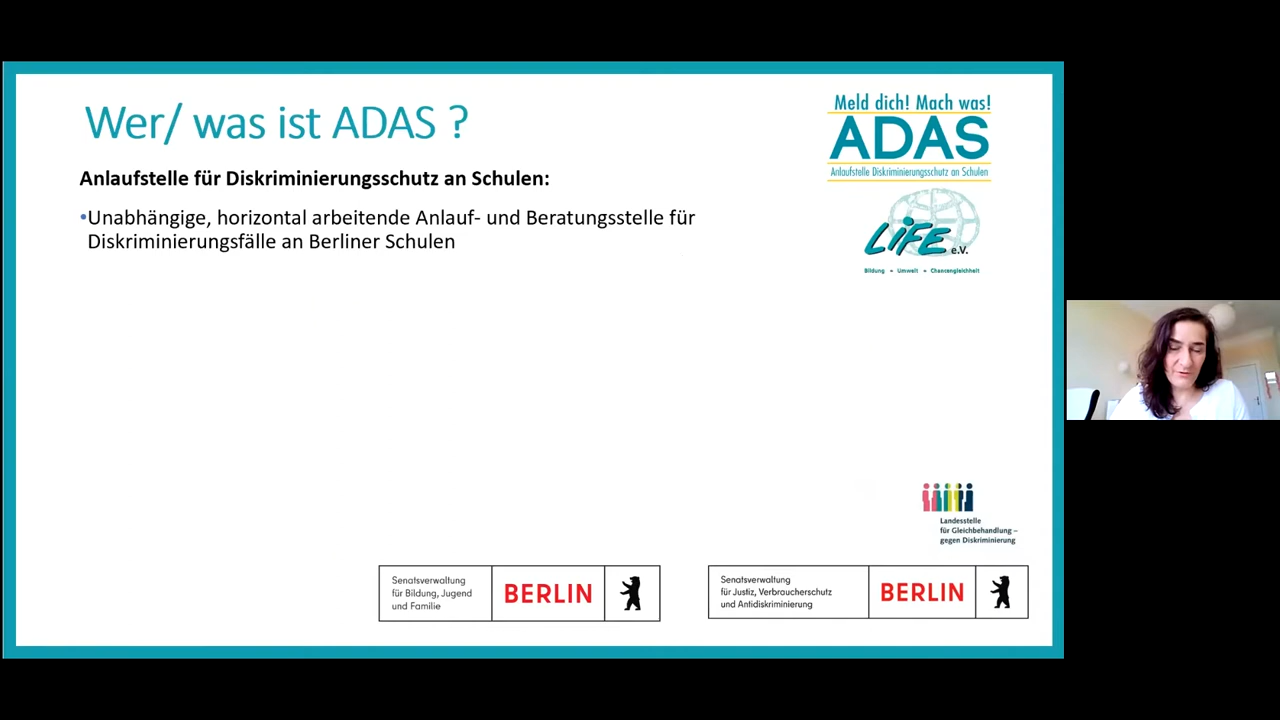 Wer/ was ist ADAS ?
Anlaufstelle für Diskriminierungsschutz an Schulen:
•Unabhängige, horizontal arbeitende Anlauf- und Beratungsstelle für
Diskriminierungsfälle an Berliner Schulen
Meld dich! Mach was!
ADAS
Anlaufstelle Diskriminierungsschutz an Schulen
LiFE e.V.
Bildung • Umwelt • Chancengleichheit
Landesstelle
für Gleichbehandlung –
gegen Diskriminierung
Senatsverwaltung
für Bildung, Jugend
und Familie
BERLIN
Senatsverwaltung
für Justiz, Verbraucherschutz
und Antidiskriminierung
BERLIN